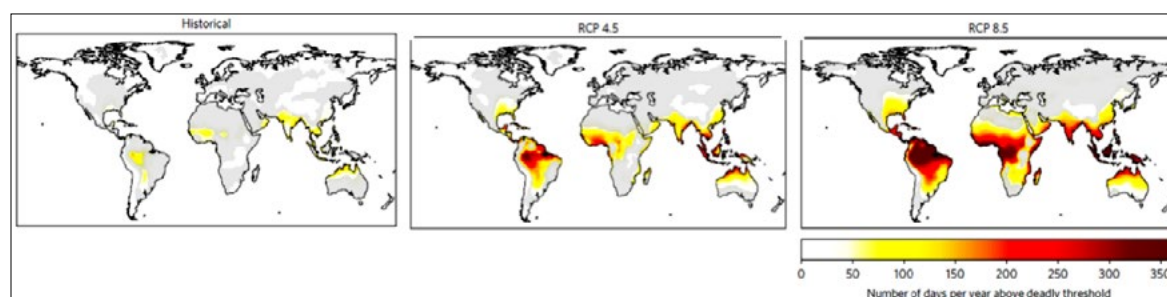 Historical
RCP 4.5
RCP 8.5
0 50 100 150 200 250 300 350
Number of days per year above deadly threshold